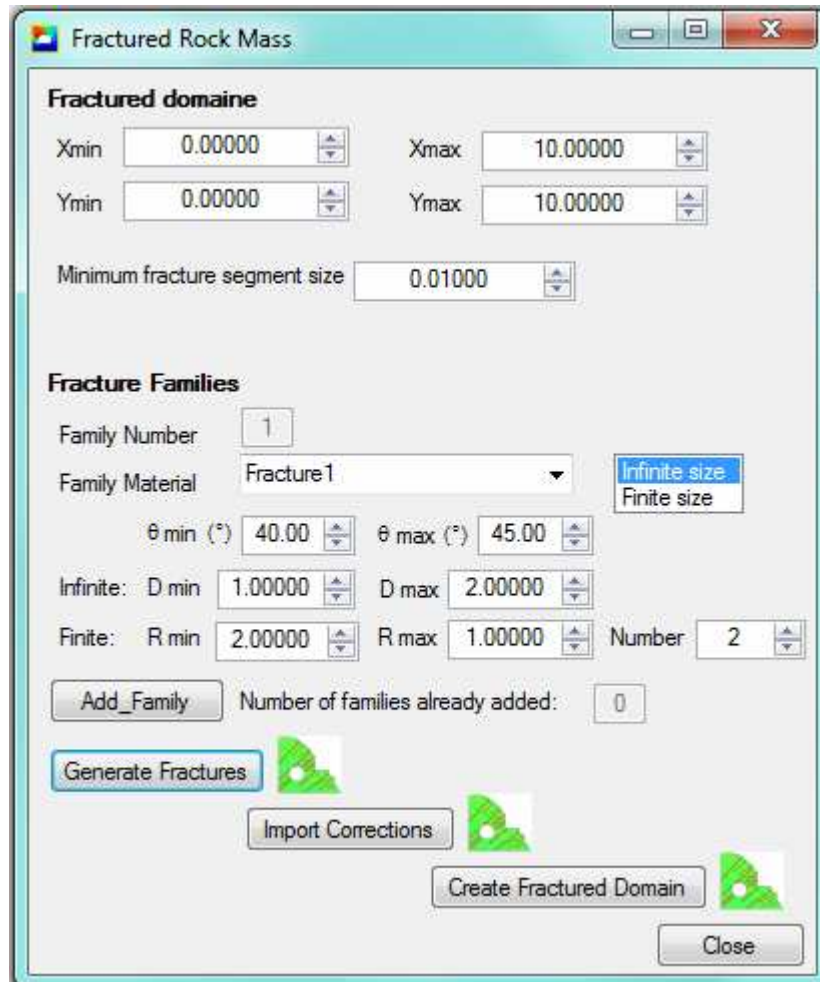 Fractured Rock Mass
Fractured domaine
Xmin 0.00000 Xmax 10.00000
Ymin 0.00000 Ymax 10.00000
Minimum fracture segment size 0.01000
Fracture Families
Family Number 1
Family Material Fracture1 Infinite size
Finite size
θ min (°) 40.00 θ max (°) 45.00
Infinite: D min 1.00000 D max 2.00000
Finite: R min 2.00000 R max 1.00000 Number 2
Add_Family Number of families already added: 0
Generate Fractures
Import Corrections
Create Fractured Domain
Close